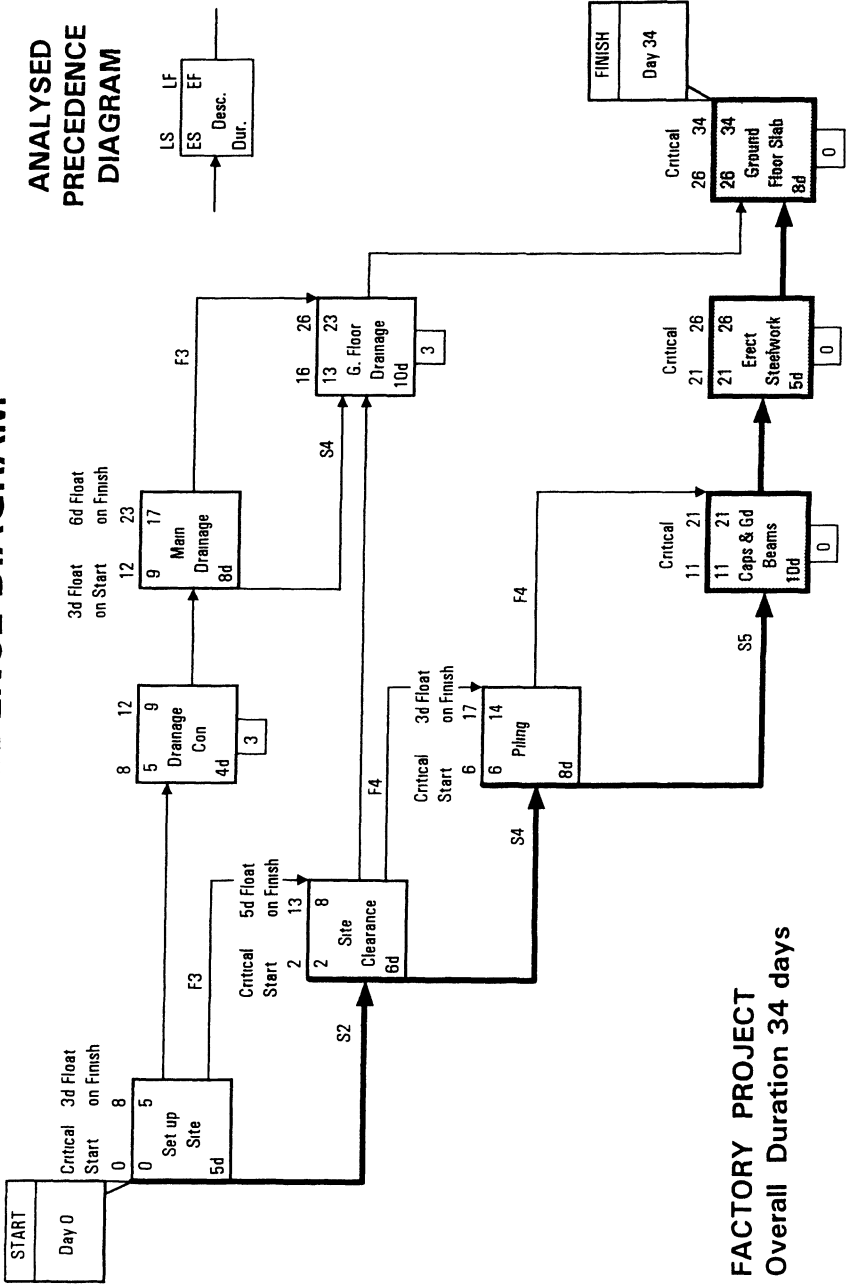 ANALYSED
PRECEDENCE
DIAGRAM
LS LF
ES EF
Desc.
Dur.
START
Day 0
Critical 3d Float
Start on Finish
0 8
0 5
Set up
Site
5d
F3
S2
8 12
5 9
Drainage
Con
4d
3
3d Float 6d Float
on Start on Finish
12 23
9 17
Main
Drainage
8d
F3
S4
16 26
13 23
G. Floor
Drainage
10d
3
Critical 5d Float
Start on Finish
2 13
2 8
Site
Clearance
6d
F4
S4
Critical 3d Float
Start on Finish
6 17
6 14
Piling
8d
F4
S5
Critical
11 21
11 21
Caps & Gd
Beams
10d
0
Critical
21 26
21 26
Erect
Steelwork
5d
0
Critical
26 34
26 34
Ground
Floor Slab
8d
0
FINISH
Day 34
FACTORY PROJECT
Overall Duration 34 days